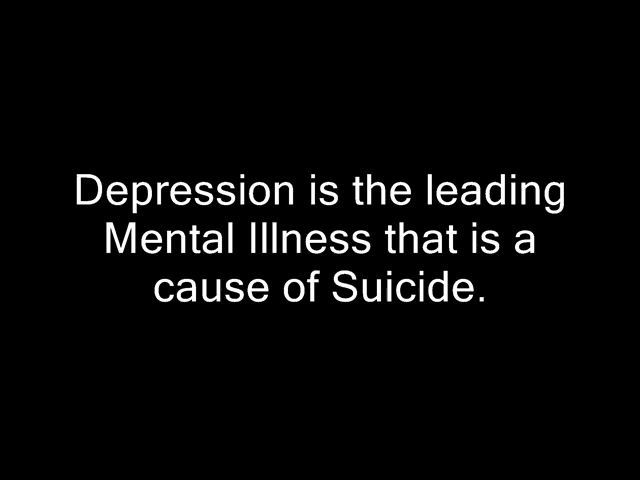 Depression is the leading
Mental Illness that is a
cause of Suicide.